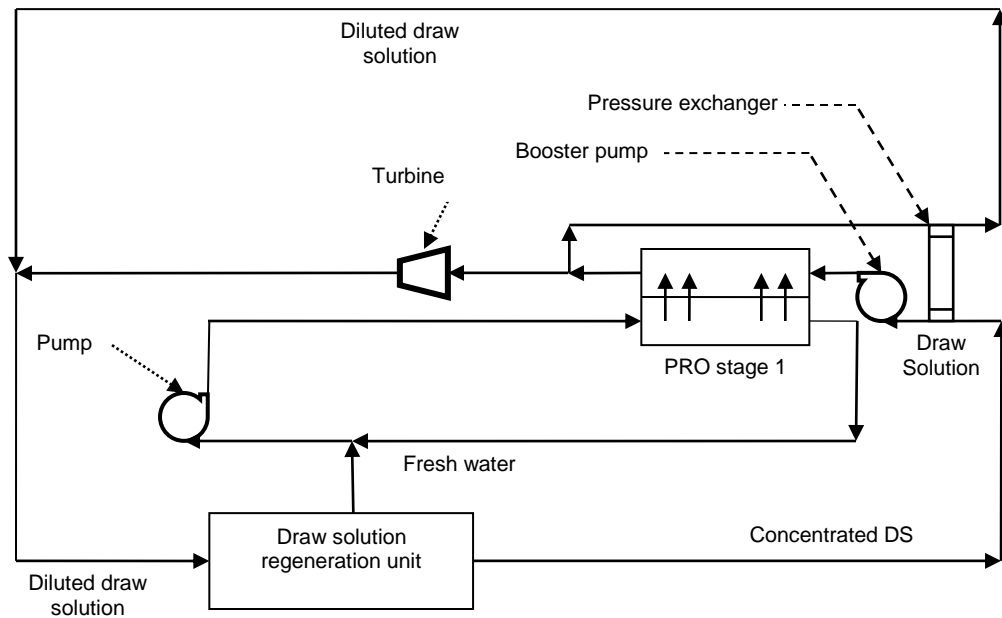 Diluted draw
solution
Pressure exchanger
Booster pump
Turbine
Pump
Draw
Solution
PRO stage 1
Fresh water
Draw solution
regeneration unit
Concentrated DS
Diluted draw
solution